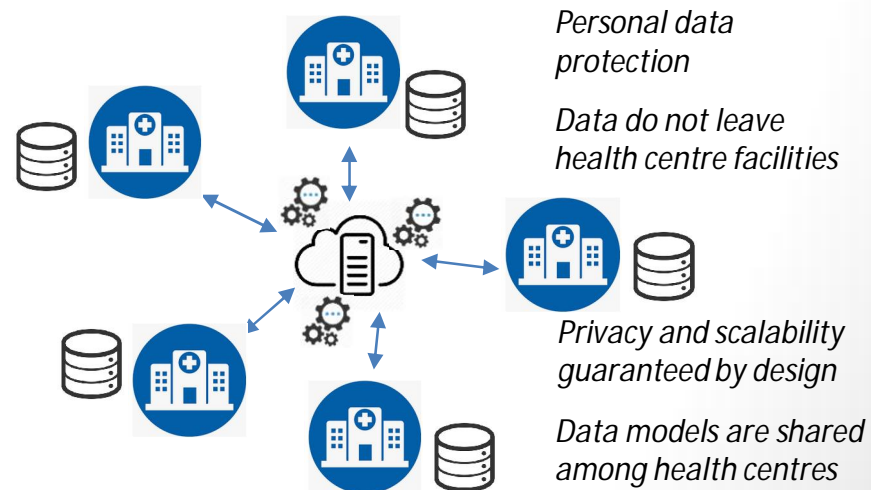 Personal data
protection
Data do not leave
health centre facilities
Privacy and scalability
guaranteed by design
Data models are shared
among health centres